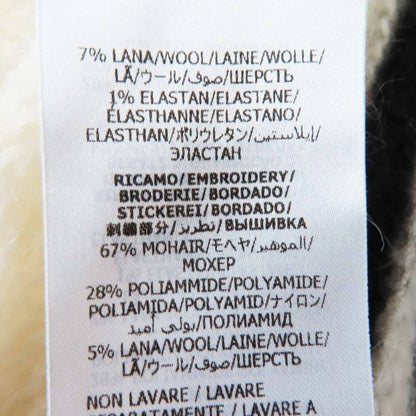 7% LANA/WOOL/LAINE/WOLLE/
LÃ/ウール/صوف/ШЕРСТЬ
1% ELASTAN/ELASTANE/
ÉLASTHANNE/ELASTANO/
ELASTHAN/ポリウレタン/إيلاستين/
ЭЛАСТАН
RICAMO/EMBROIDERY/
BRODERIE/BORDADO/
STICKEREI/BORDADO/
刺繍部分/تطريز/ВЫШИВКА
67% MOHAIR/モヘヤ/الموهير/
МОХЕР
28% POLIAMMIDE/POLYAMIDE/
POLIAMIDA/POLYAMID/ナイロン/
بولي أميد/ПОЛИАМИД
5% LANA/WOOL/LAINE/WOLLE/
LÃ/ウール/صوف/ШЕРСТЬ
NON LAVARE / LAVARE
SEPARATAMENTE / LAVARE A